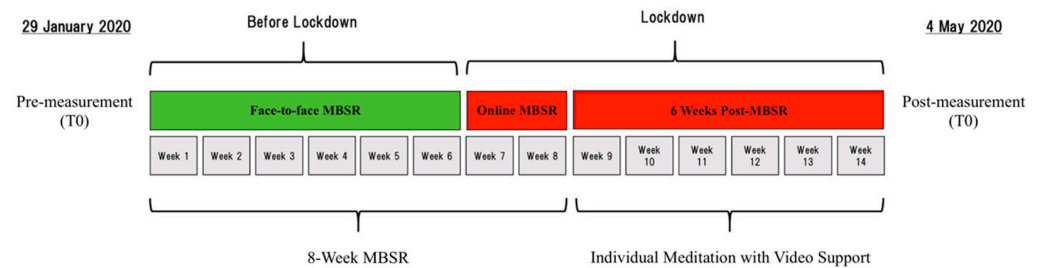 29 January 2020
Before Lockdown
Lockdown
4 May 2020
Pre-measurement
(T0)
Face-to-face MBSR
Online MBSR
6 Weeks Post-MBSR
Post-measurement
(T0)
Week 1
Week 2
Week 3
Week 4
Week 5
Week 6
Week 7
Week 8
Week 9
Week
10
Week
11
Week
12
Week
13
Week
14
8-Week MBSR
Individual Meditation with Video Support